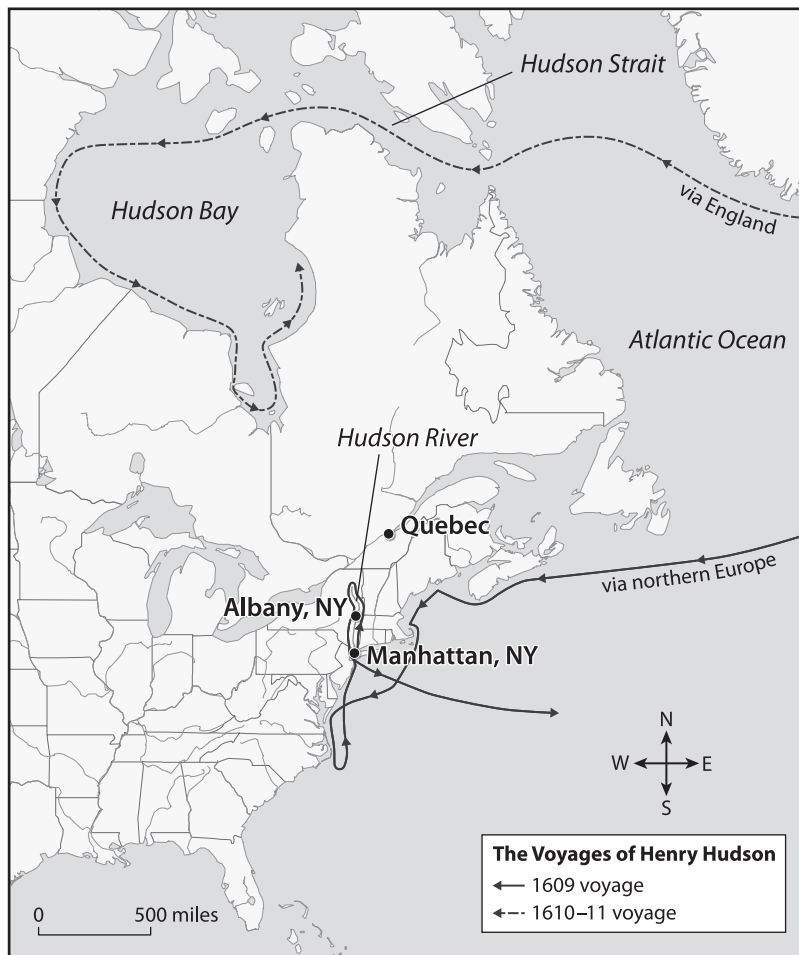 Hudson Strait
via England
Hudson Bay
Atlantic Ocean
Hudson River
Quebec
via northern Europe
Albany, NY
Manhattan, NY
N
W E
S
The Voyages of Henry Hudson
1609 voyage
1610–11 voyage
0 500 miles